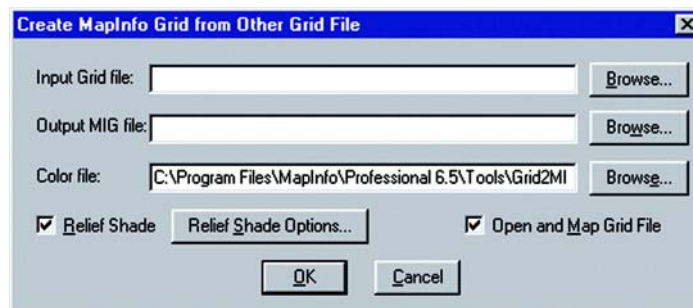 Create MapInfo Grid from Other Grid File
Input Grid file:
Browse...
Output MIG file:
Browse...
Color file:
C:\Program Files\MapInfo\Professional 6.5\Tools\Grid2MI
Browse...
Relief Shade
Relief Shade Options...
Open and Map Grid File
OK
Cancel